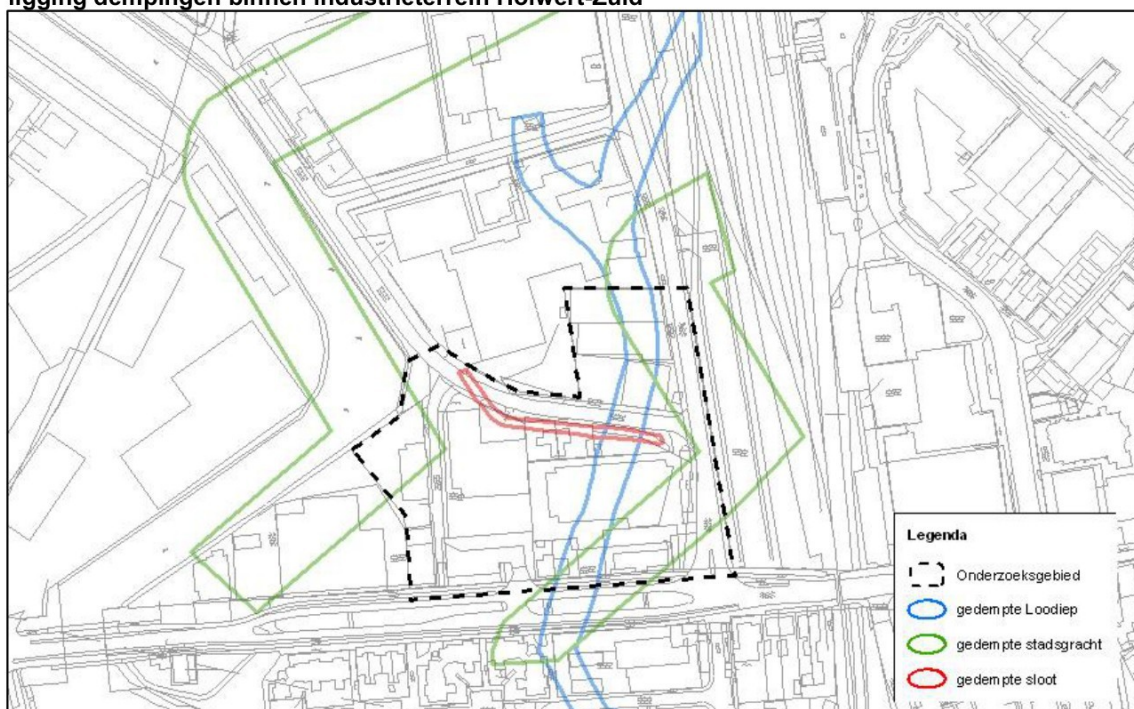 ligging dempingen binnen industrieterrein Holwert-Zuid
Legenda
Onderzoeksgebied
gedempte Loodiep
gedempte stadsgracht
gedempte sloot